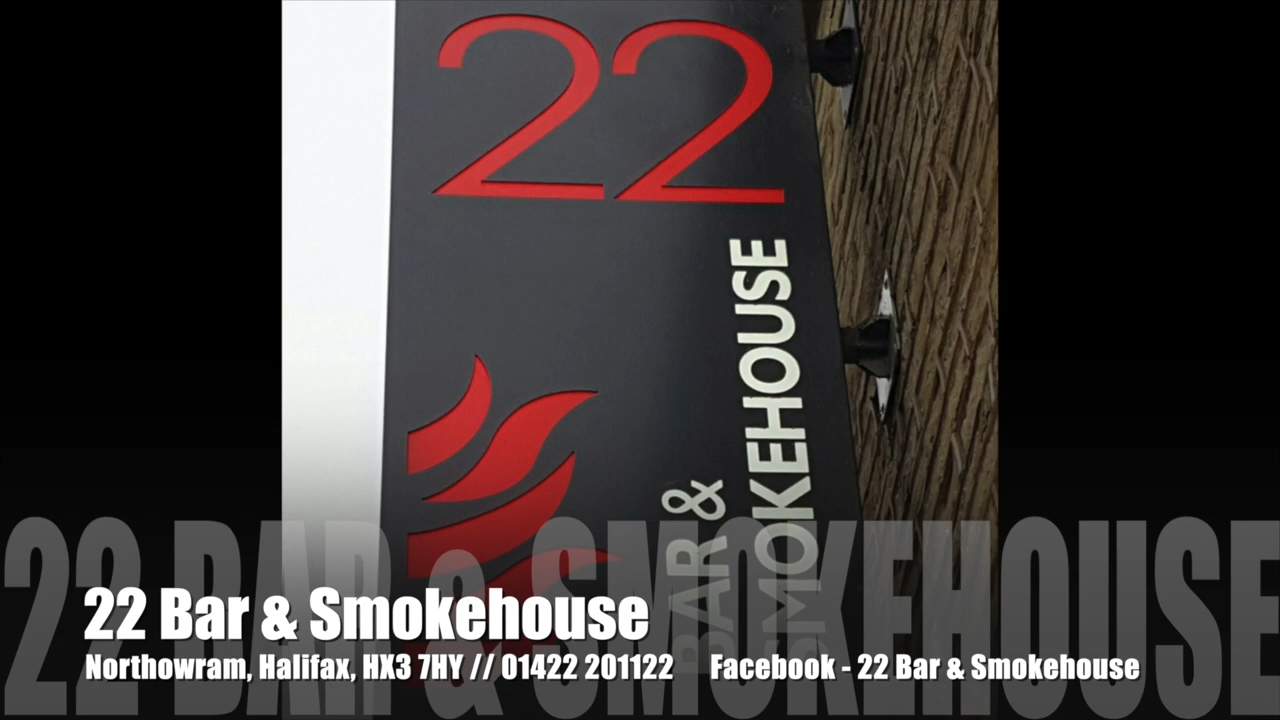 22
BAR &
SMOKEHOUSE
22 BAR & SMOKEHOUSE
22 Bar & Smokehouse
Northowram, Halifax, HX3 7HY // 01422 201122 Facebook - 22 Bar & Smokehouse